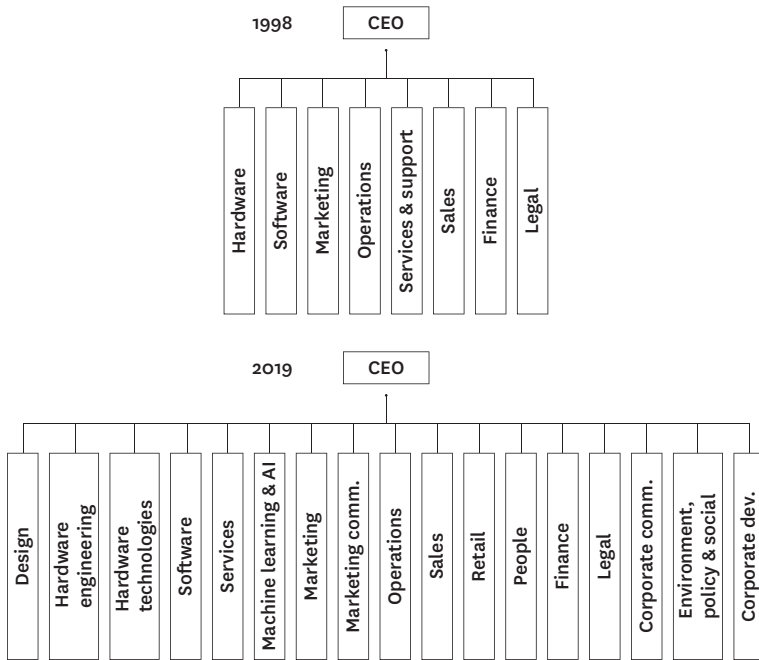 1998
CEO
Hardware
Software
Marketing
Operations
Services & support
Sales
Finance
Legal
2019
CEO
Design
Hardware
engineering
Hardware
technologies
Software
Services
Machine learning & AI
Marketing
Marketing comm.
Operations
Sales
Retail
People
Finance
Legal
Corporate comm.
Environment,
policy & social
Corporate dev.